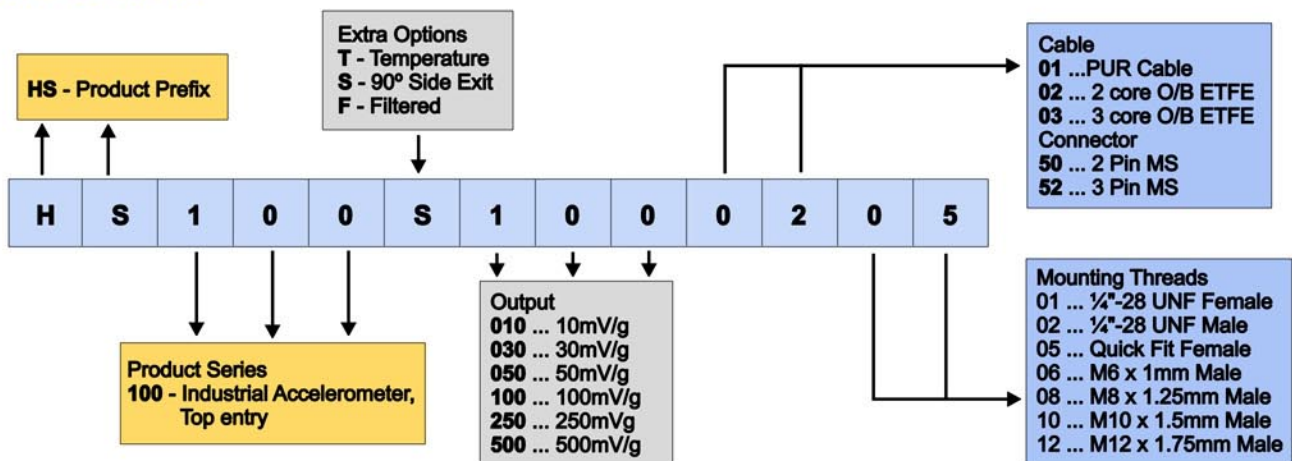 Extra Options
T - Temperature
S - 90º Side Exit
F - Filtered
HS - Product Prefix
Cable
01 ...PUR Cable
02 ... 2 core O/B ETFE
03 ... 3 core O/B ETFE
Connector
50 ... 2 Pin MS
52 ... 3 Pin MS
H S 1 0 0 S 1 0 0 0 2 0 5
Product Series
100 - Industrial Accelerometer,
Top entry
Output
010 ... 10mV/g
030 ... 30mV/g
050 ... 50mV/g
100 ... 100mV/g
250 ... 250mVg
500 ... 500mV/g
Mounting Threads
01 ... ¼"-28 UNF Female
02 ... ¼"-28 UNF Male
05 ... Quick Fit Female
06 ... M6 x 1mm Male
08 ... M8 x 1.25mm Male
10 ... M10 x 1.5mm Male
12 ... M12 x 1.75mm Male